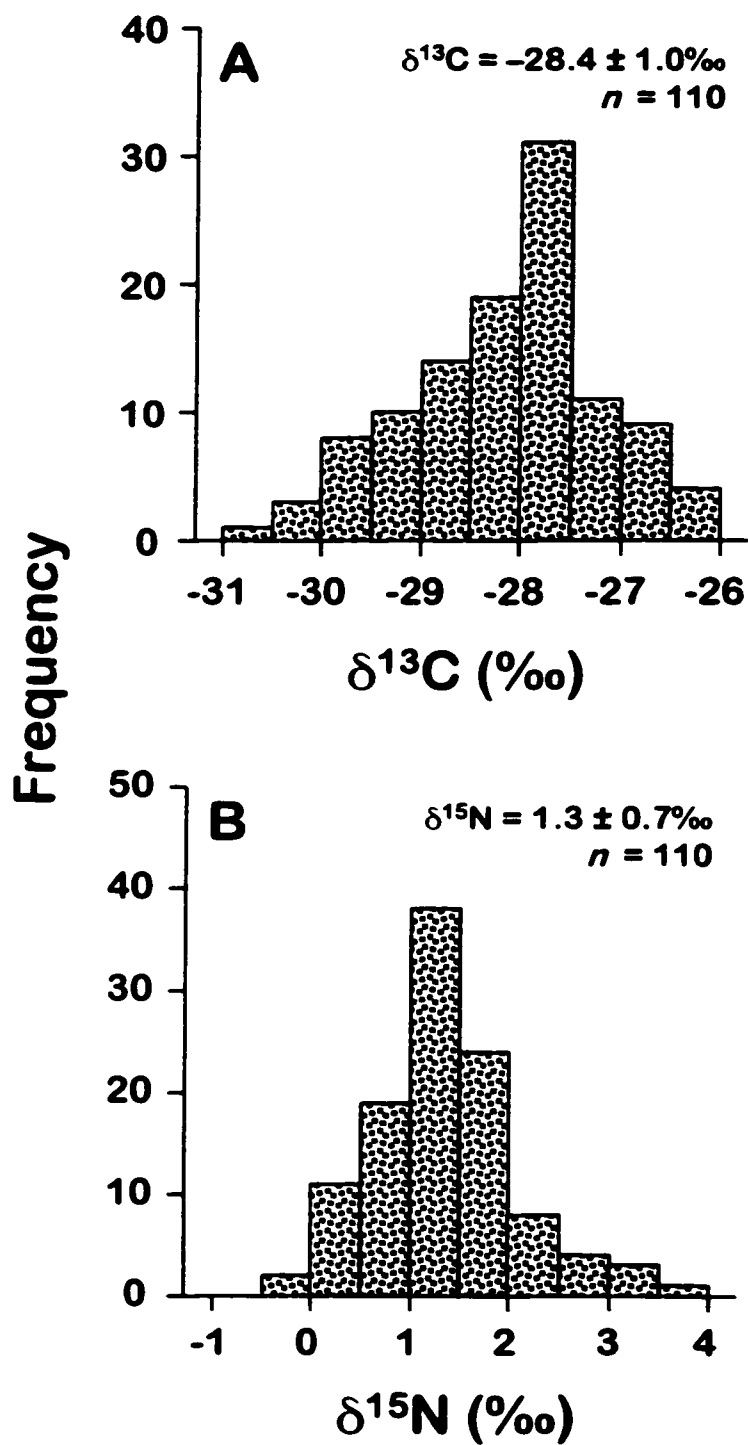 A
δ¹³C = –28.4 ± 1.0‰
n = 110
40
30
20
10
0
-31 -30 -29 -28 -27 -26
δ¹³C (‰)
Frequency
B
δ¹⁵N = 1.3 ± 0.7‰
n = 110
50
40
30
20
10
0
-1 0 1 2 3 4
δ¹⁵N (‰)